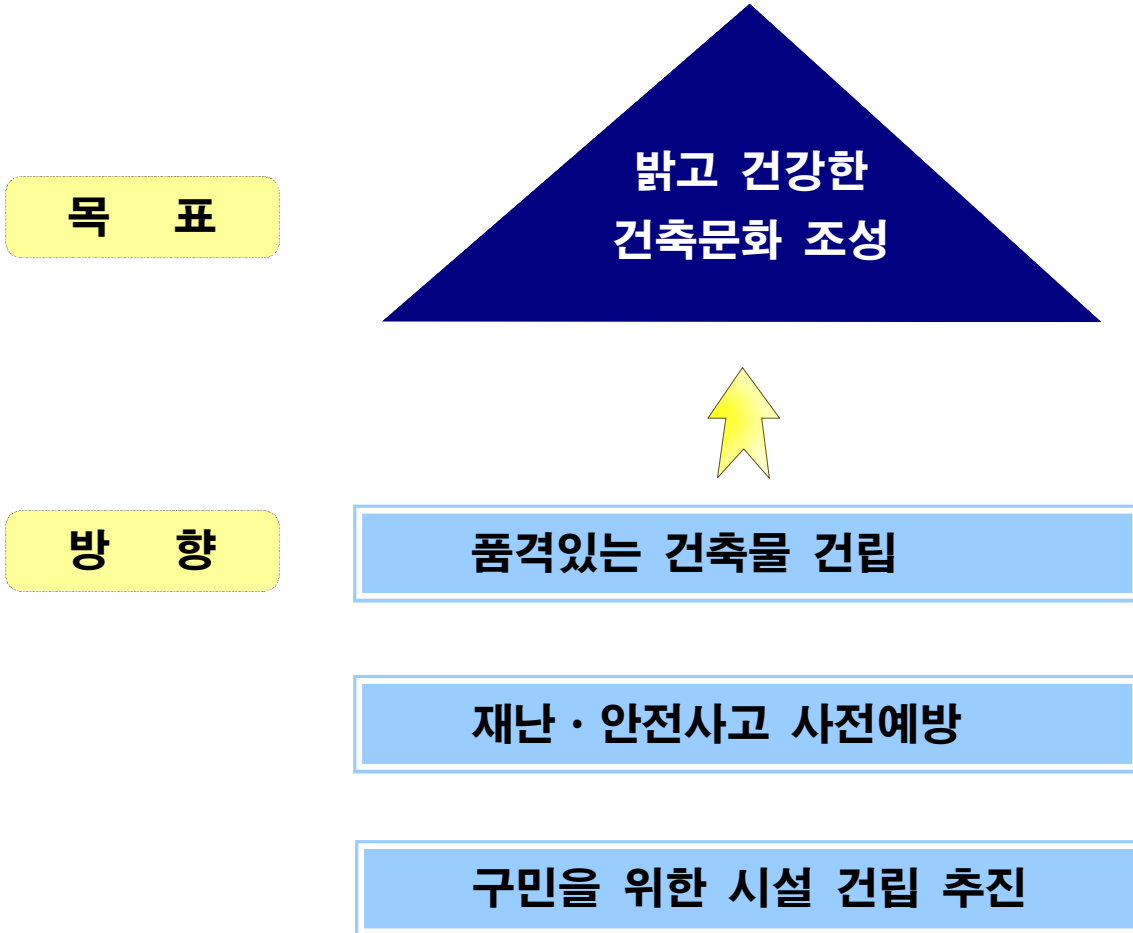 목 표
밝고 건강한
건축문화 조성
방 향
품격있는 건축물 건립
재난·안전사고 사전예방
구민을 위한 시설 건립 추진